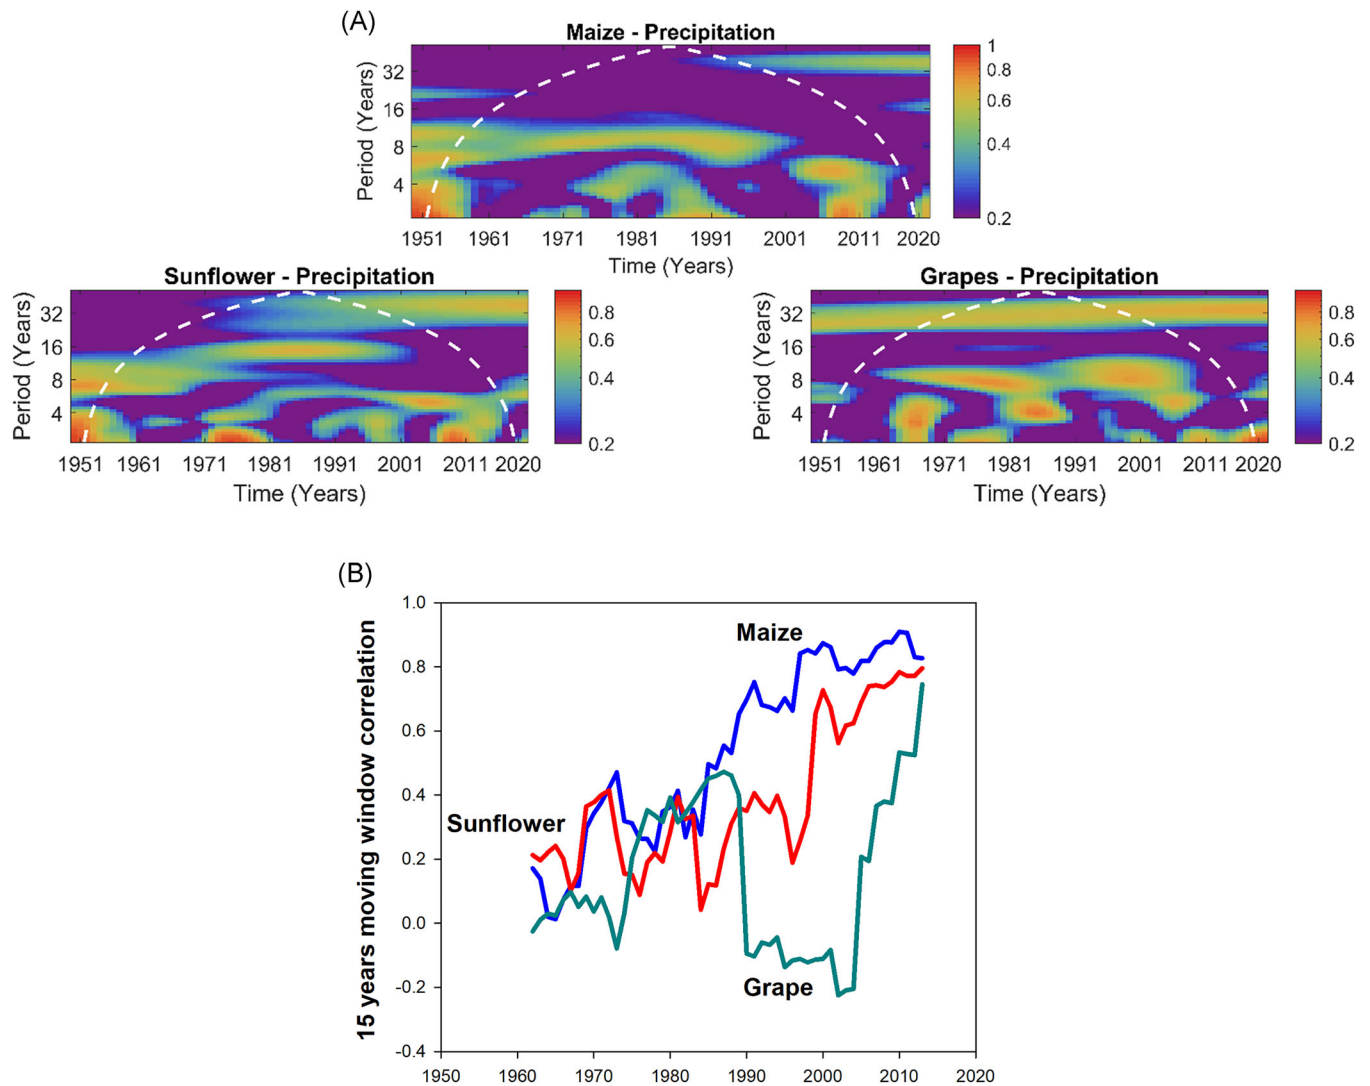 (A)
Maize - Precipitation
Period (Years)
32
16
8
4
1951 1961 1971 1981 1991 2001 2011 2020
Time (Years)
1
0.8
0.6
0.4
0.2
Sunflower - Precipitation
Period (Years)
32
16
8
4
1951 1961 1971 1981 1991 2001 2011 2020
Time (Years)
0.8
0.6
0.4
0.2
Grapes - Precipitation
Period (Years)
32
16
8
4
1951 1961 1971 1981 1991 2001 2011 2020
Time (Years)
0.8
0.6
0.4
0.2
(B)
15 years moving window correlation
1.0
0.8
0.6
0.4
0.2
0.0
-0.2
-0.4
Maize
Sunflower
Grape
1950 1960 1970 1980 1990 2000 2010 2020